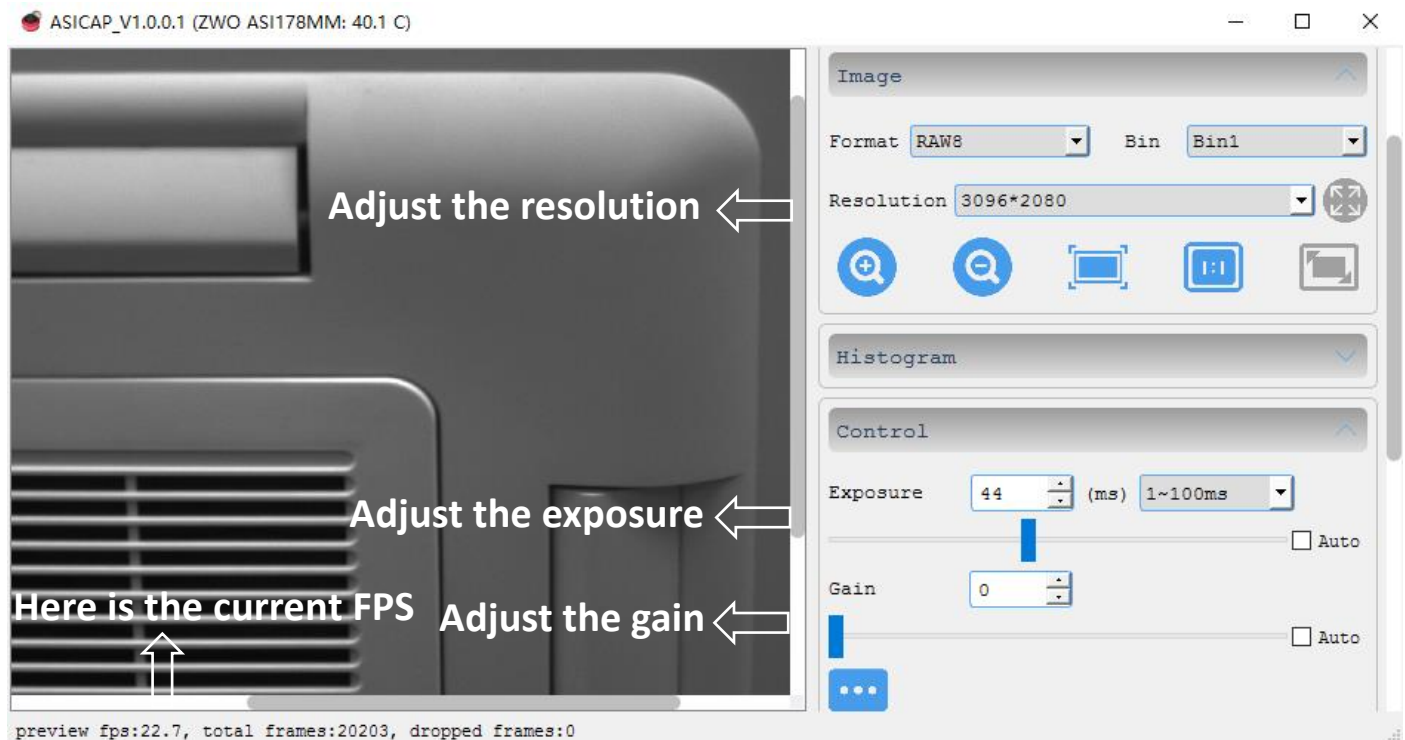 ASICAP_V1.0.0.1 (ZWO ASI178MM: 40.1 C)
Image
Format RAW8 Bin Bin1
Adjust the resolution
Resolution 3096*2080
1:1
Histogram
Control
Adjust the exposure
Exposure 44 (ms) 1~100ms
Auto
Here is the current FPS
Adjust the gain
Gain 0
Auto
preview fps:22.7, total frames:20203, dropped frames:0